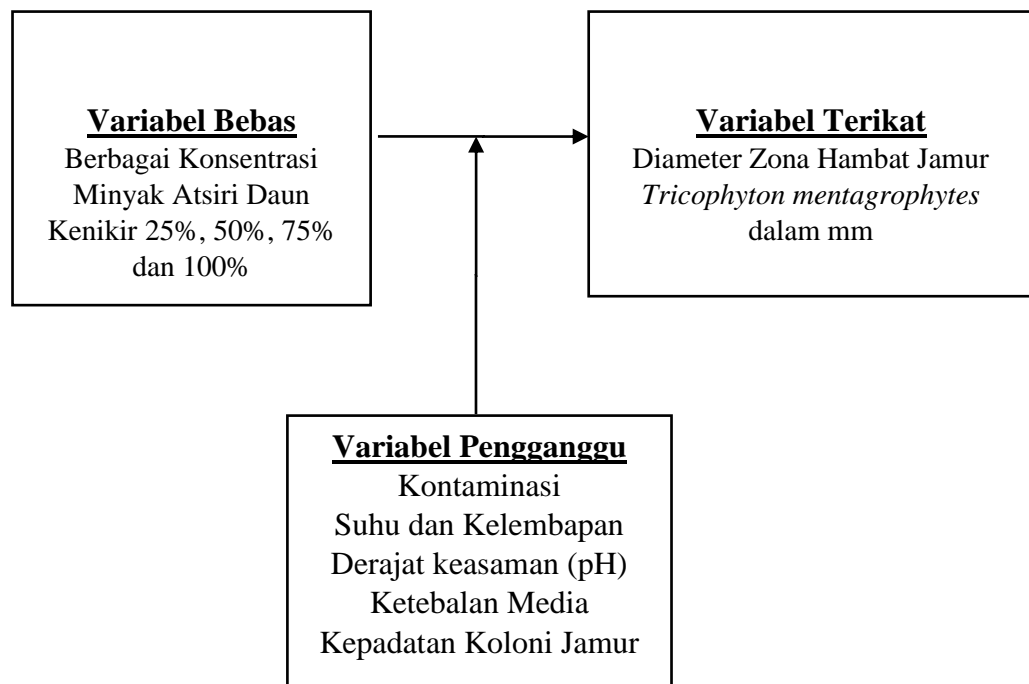 Variabel Bebas
Berbagai Konsentrasi
Minyak Atsiri Daun
Kenikir 25%, 50%, 75%
dan 100%
Variabel Terikat
Diameter Zona Hambat Jamur
Tricophyton mentagrophytes
dalam mm
Variabel Pengganggu
Kontaminasi
Suhu dan Kelembapan
Derajat keasaman (pH)
Ketebalan Media
Kepadatan Koloni Jamur